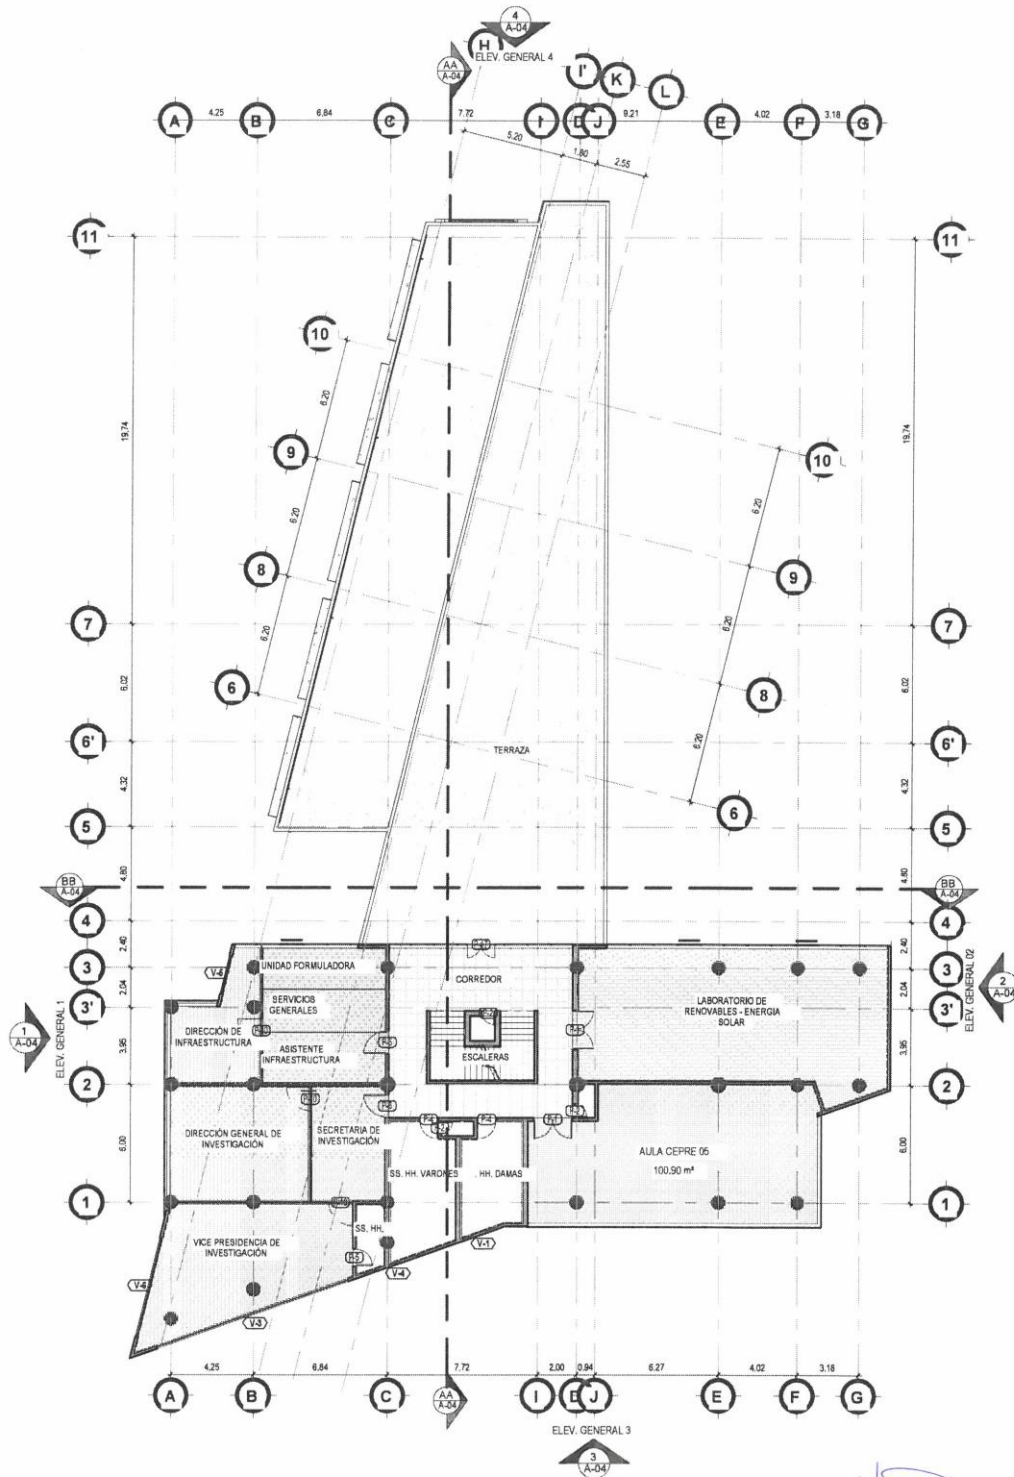 4
A-04
H
ELEV. GENERAL 4
AA
A-04
I'
K
L
A
4.25
B
6.84
C
7.72
I
D
J
9.21
E
4.02
F
3.18
G
5.20
1.80
2.55
11
11
10
6.20
19.74
19.74
9
10
6.20
6.20
8
9
7
7
6.20
6.20
6
8
6.02
6.02
6'
TERRAZA
6'
6.20
4.32
4.32
6
5
5
4.80
4.80
BB
A-04
BB
A-04
4
4
2.40
2.40
UNIDAD FORMULADORA
CORREDOR
3
3
V-6
2.04
2.04
SERVICIOS
GENERALES
LABORATORIO DE
RENOVABLES - ENERGIA
SOLAR
3'
3'
ELEV. GENERAL 1
1
A-04
ELEV. GENERAL 02
2
A-04
DIRECCIÓN DE
INFRAESTRUCTURA
ASISTENTE
INFRAESTRUCTURA
ESCALERAS
3.95
3.95
2
2
P-4
P-4
DIRECCIÓN GENERAL DE
INVESTIGACIÓN
SECRETARIA DE
INVESTIGACIÓN
6.00
6.00
AULA CEPRE 05
100.90 m²
SS. HH. VARONES
. HH. DAMAS
1
1
SS. HH.
VICE PRESIDENCIA DE
INVESTIGACIÓN
P-5
V-1
V-4
V-6
V-3
4.25
6.84
7.72
2.00
0.94
6.27
4.02
3.18
A
B
C
I
D
J
E
F
G
AA
A-04
ELEV. GENERAL 3
3
A-04